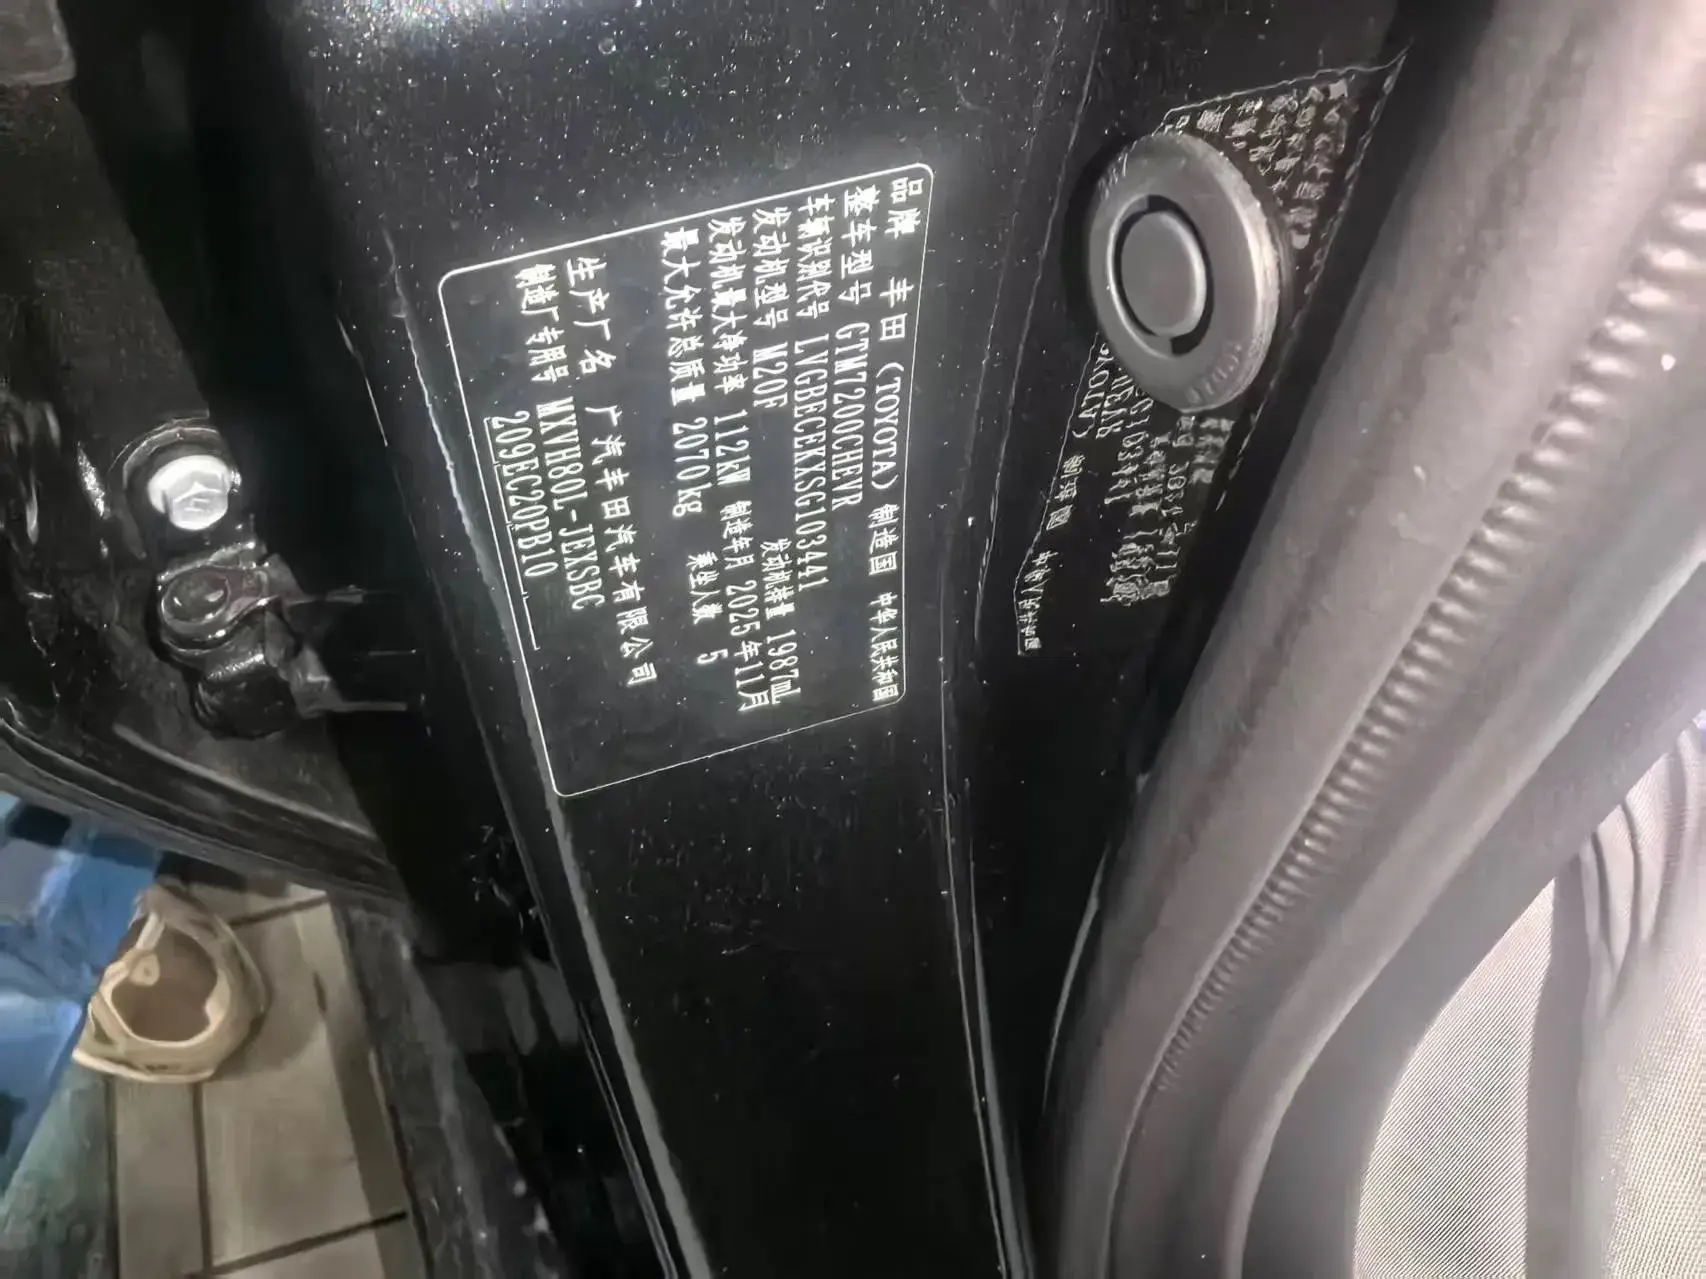 品牌 丰田（TOYOTA） 制造国 中华人民共和国
整车型号 GTM7200CHEVR
车辆识别代号 LVGBECEKXSG103441
发动机型号 M20F 发动机排量 1987mL
发动机最大净功率 112kW 制造年月 2025年11月
最大允许总质量 2070kg 乘坐人数 5
生产厂名 广汽丰田汽车有限公司
制造厂专用号 MXVH80L-JEXSBC
209EC20PB10